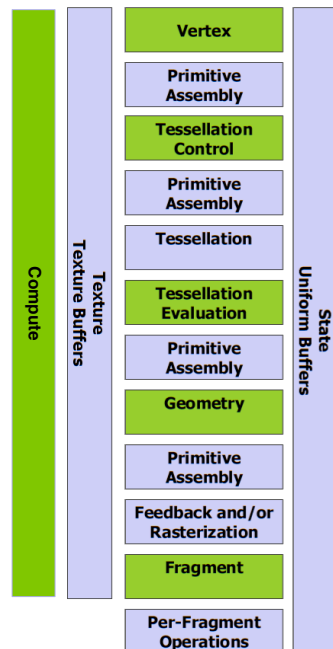 Compute
Texture
Texture Buffers
Vertex
Primitive
Assembly
Tessellation
Control
Primitive
Assembly
Tessellation
Tessellation
Evaluation
Primitive
Assembly
Geometry
Primitive
Assembly
Feedback and/or
Rasterization
Fragment
Per-Fragment
Operations
State
Uniform Buffers